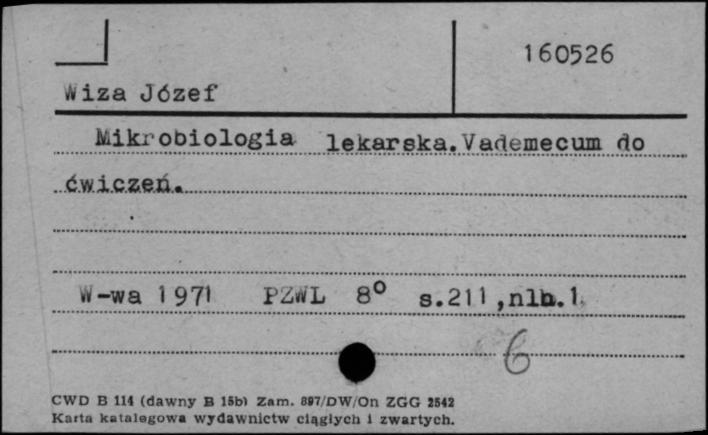 160526
Wiza Józef
Mikrobiologia lekarska.Vademecum do
ćwiczeń.
W-wa 1971 PZWL 8° s.211,nlb.1.
6
CWD B 114 (dawny B 15b) Zam. 897/DW/On ZGG 2542
Karta katalogowa wydawnictw ciągłych i zwartych.